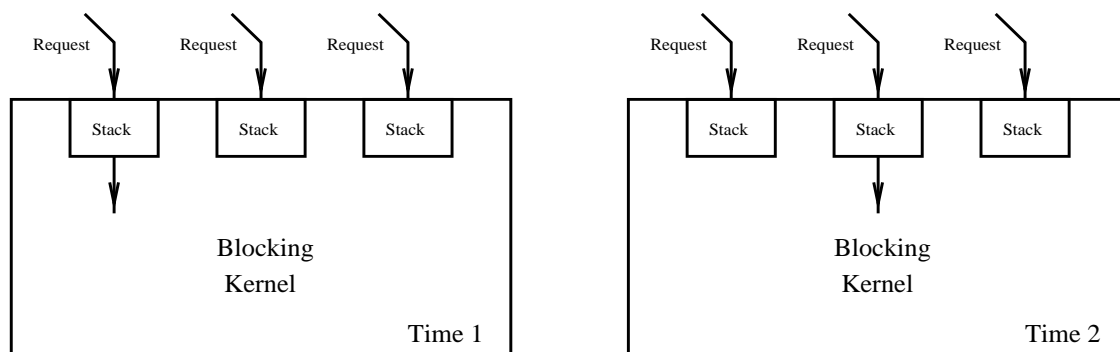 Request Request Request
Stack Stack Stack
Blocking
Kernel
Time 1
Request Request Request
Stack Stack Stack
Blocking
Kernel
Time 2